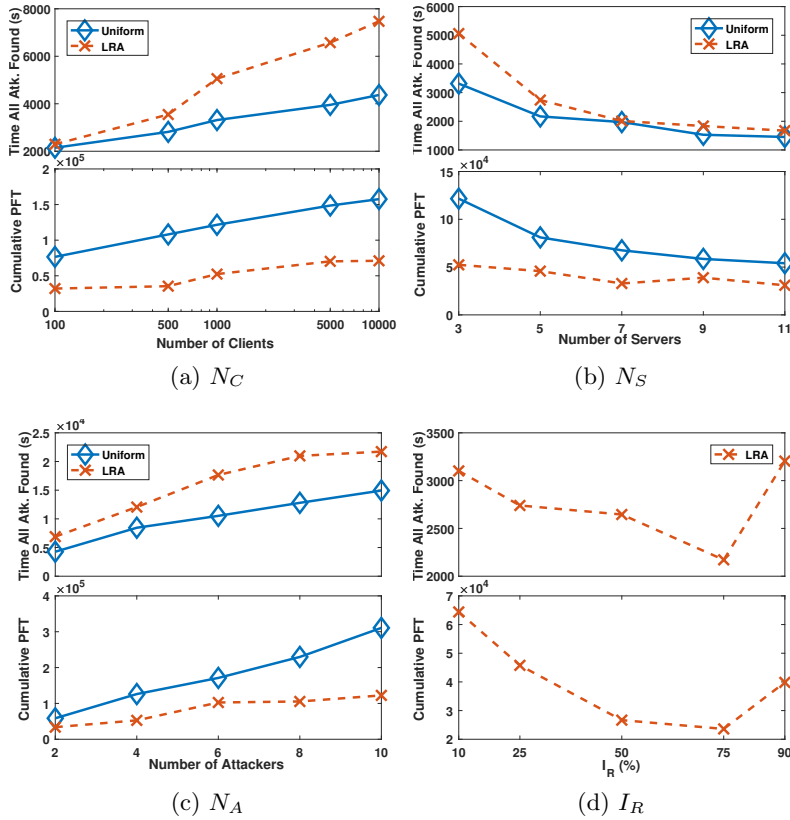 8000
6000
4000
2000
Time All Atk. Found (s)
Uniform
LRA
×10^5
2
1.5
1
0.5
0
Cumulative PFT
100 500 1000 5000 10000
Number of Clients
(a) N_C
6000
5000
4000
3000
2000
1000
Time All Atk. Found (s)
Uniform
LRA
×10^4
15
10
5
0
Cumulative PFT
3 5 7 9 11
Number of Servers
(b) N_S
×10^4
2.5
2
1.5
1
0.5
0
Time All Atk. Found (s)
Uniform
LRA
×10^5
4
3
2
1
0
Cumulative PFT
2 4 6 8 10
Number of Attackers
(c) N_A
3500
3000
2500
2000
Time All Atk. Found (s)
LRA
×10^4
7
6
5
4
3
2
Cumulative PFT
10 25 50 75 90
I_R (%)
(d) I_R